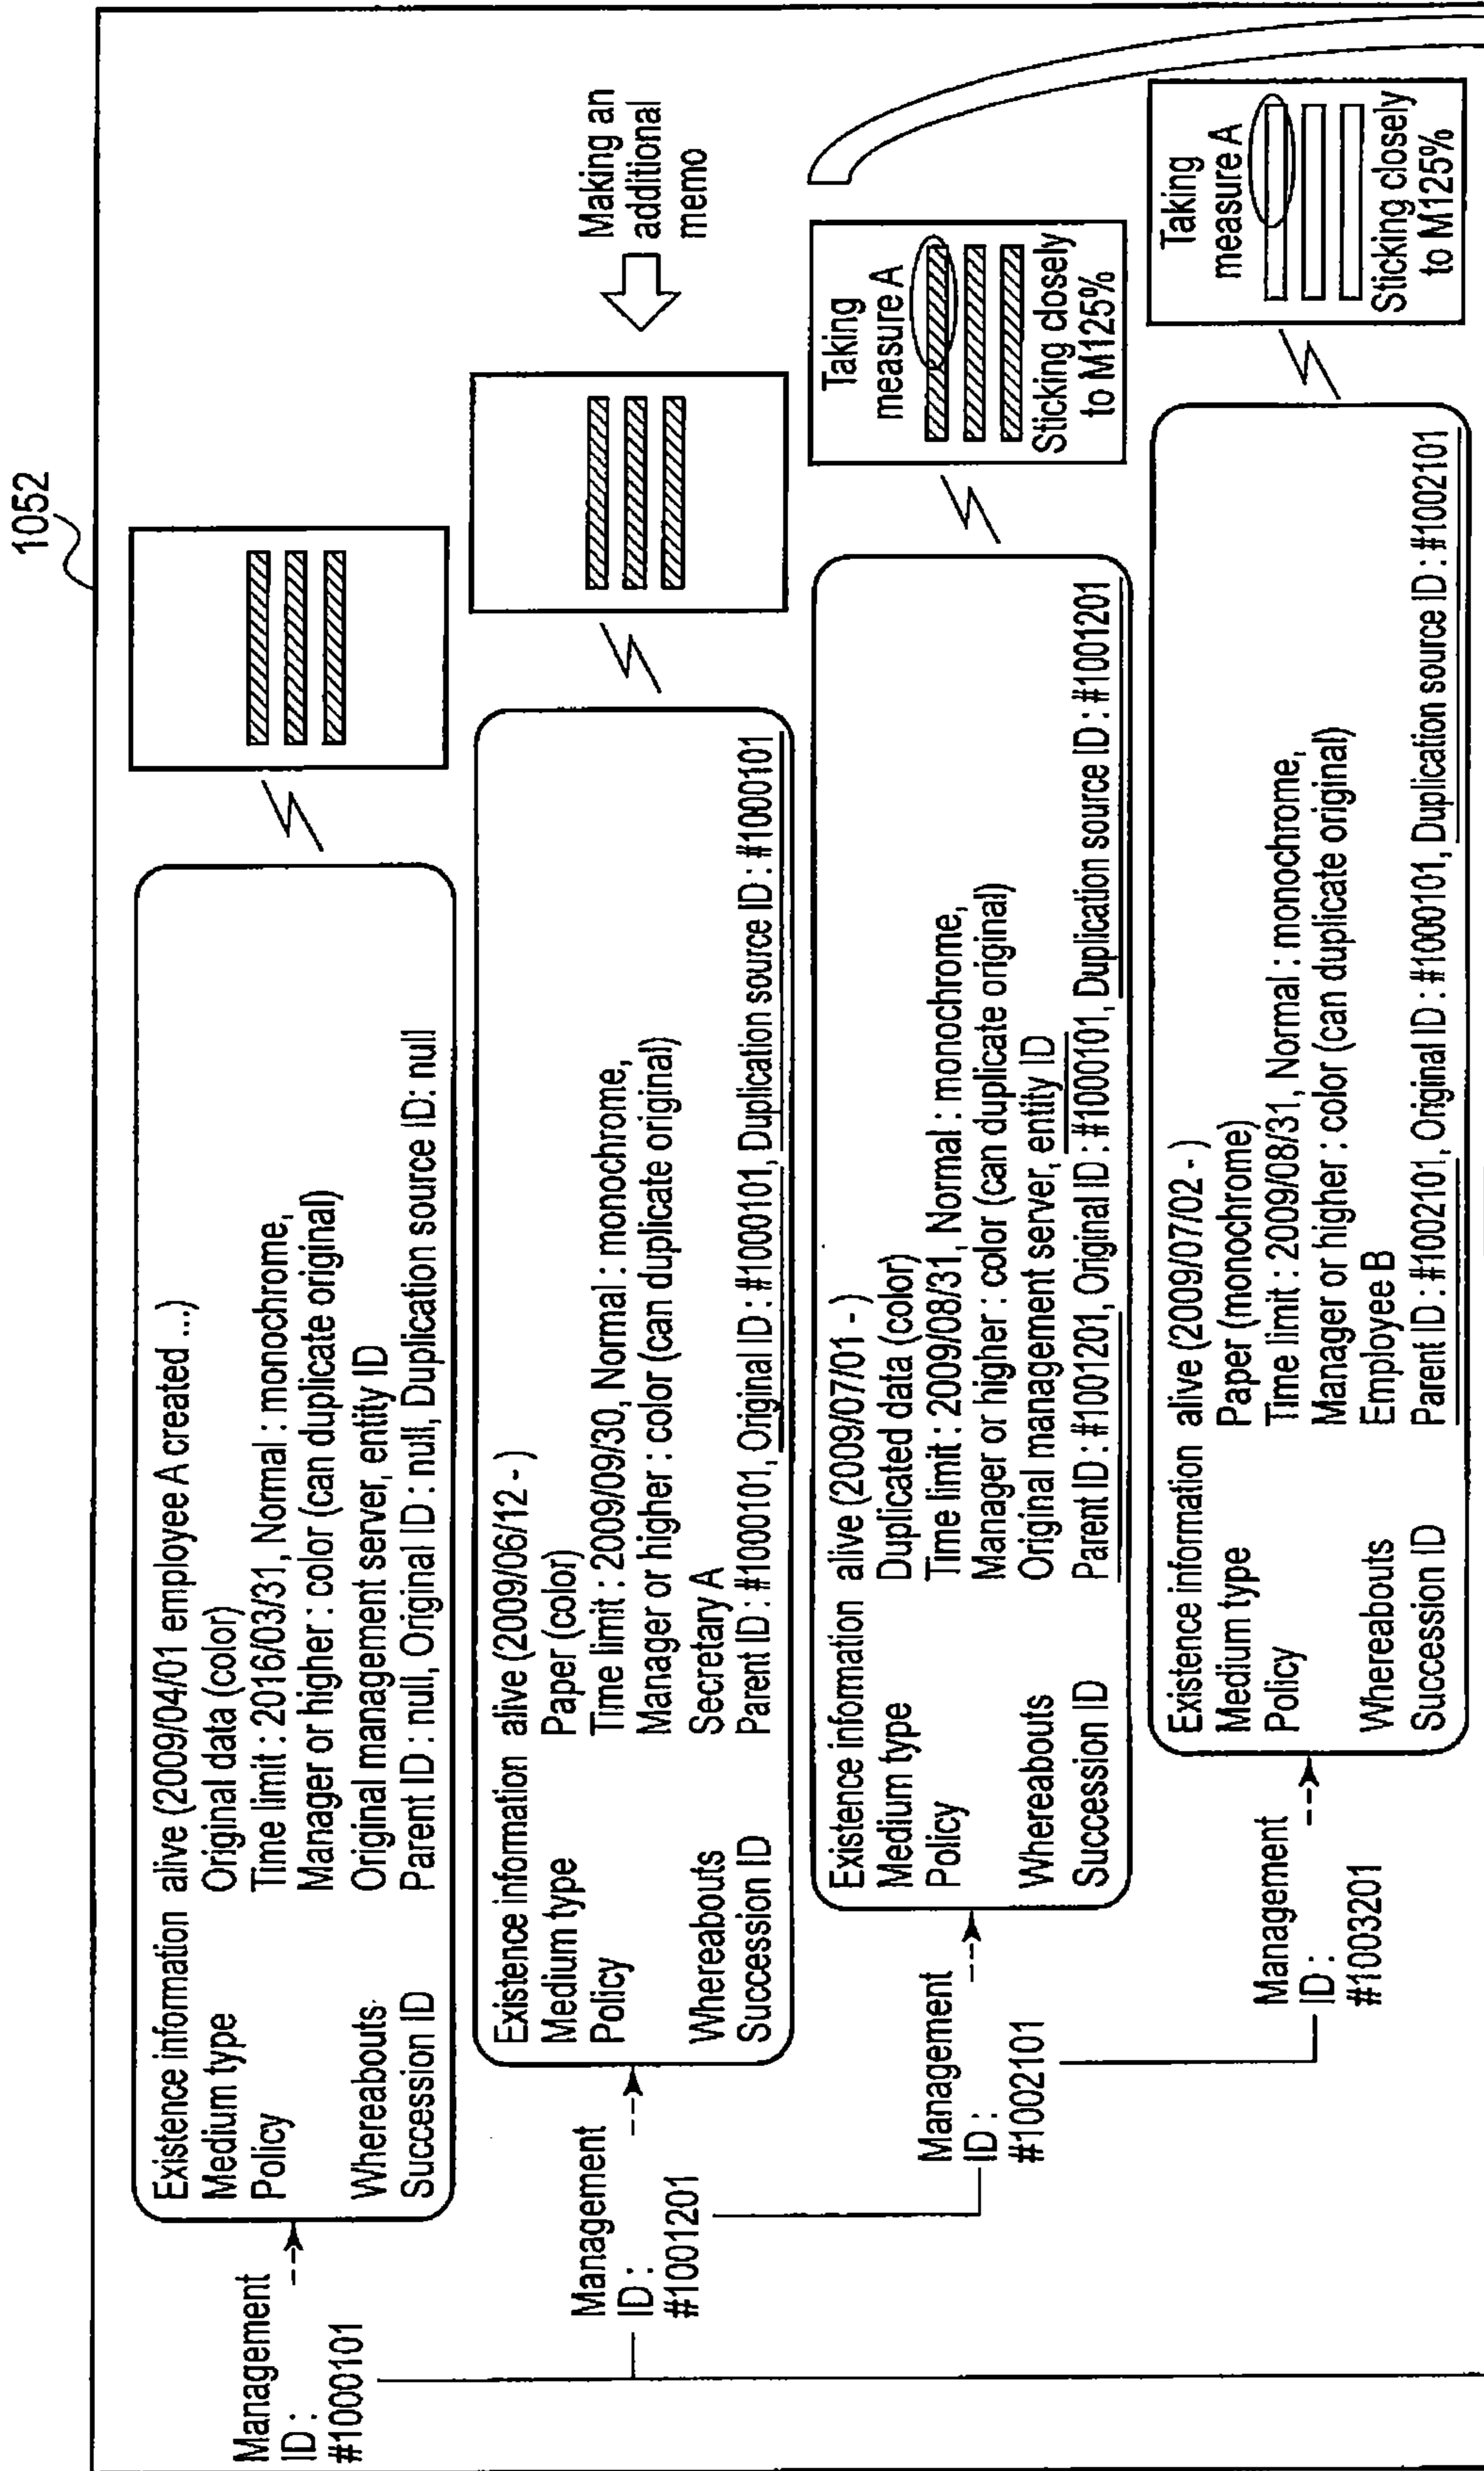 1052
Management
ID :
#1000101
Existence information alive (2009/04/01 employee A created ...)
Medium type Original data (color)
Policy Time limit : 2016/03/31, Normal : monochrome,
Manager or higher : color (can duplicate original)
Whereabouts Original management server, entity ID
Succession ID Parent ID : null, Original ID : null, Duplication source ID: null
Management
ID :
#1001201
Existence information alive (2009/06/12 - )
Medium type Paper (color)
Policy Time limit : 2009/09/30, Normal : monochrome,
Manager or higher : color (can duplicate original)
Whereabouts Secretary A
Succession ID Parent ID : #1000101, Original ID : #1000101, Duplication source ID : #1000101
Making an
additional
memo
Management
ID :
#1002101
Existence information alive (2009/07/01 - )
Medium type Duplicated data (color)
Policy Time limit : 2009/08/31, Normal : monochrome,
Manager or higher : color (can duplicate original)
Whereabouts Original management server, entity ID
Succession ID Parent ID : #1001201, Original ID : #1000101, Duplication source ID : #1001201
Taking
measure A
Sticking closely
to M125%
Management
ID :
#1003201
Existence information alive (2009/07/02 - )
Medium type Paper (monochrome)
Policy Time limit : 2009/08/31, Normal : monochrome,
Manager or higher : color (can duplicate original)
Whereabouts Employee B
Succession ID Parent ID : #1002101, Original ID : #1000101, Duplication source ID : #1002101
Taking
measure A
Sticking closely
to M125%